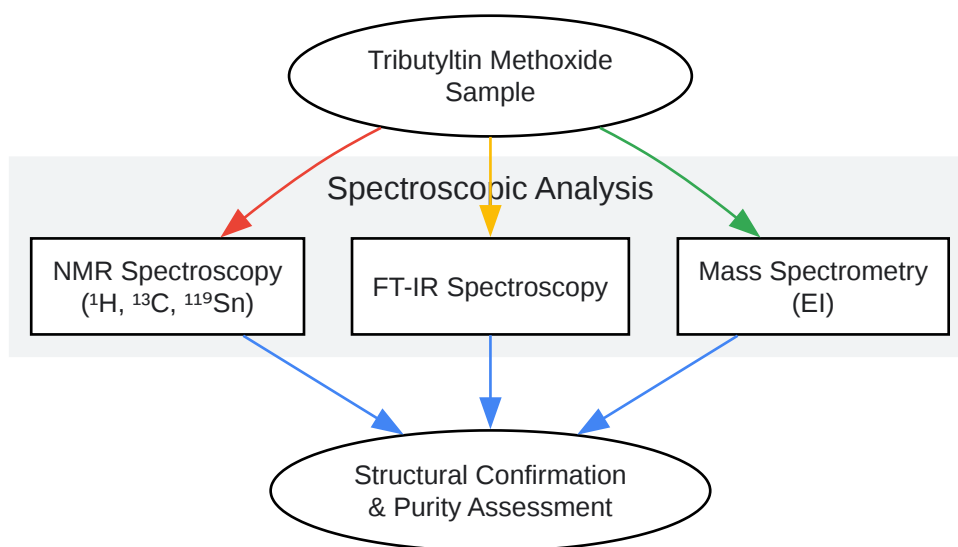 Tributyltin Methoxide
Sample
Spectroscopic Analysis
NMR Spectroscopy
(¹H, ¹³C, ¹¹⁹Sn)
FT-IR Spectroscopy
Mass Spectrometry
(EI)
Structural Confirmation
& Purity Assessment